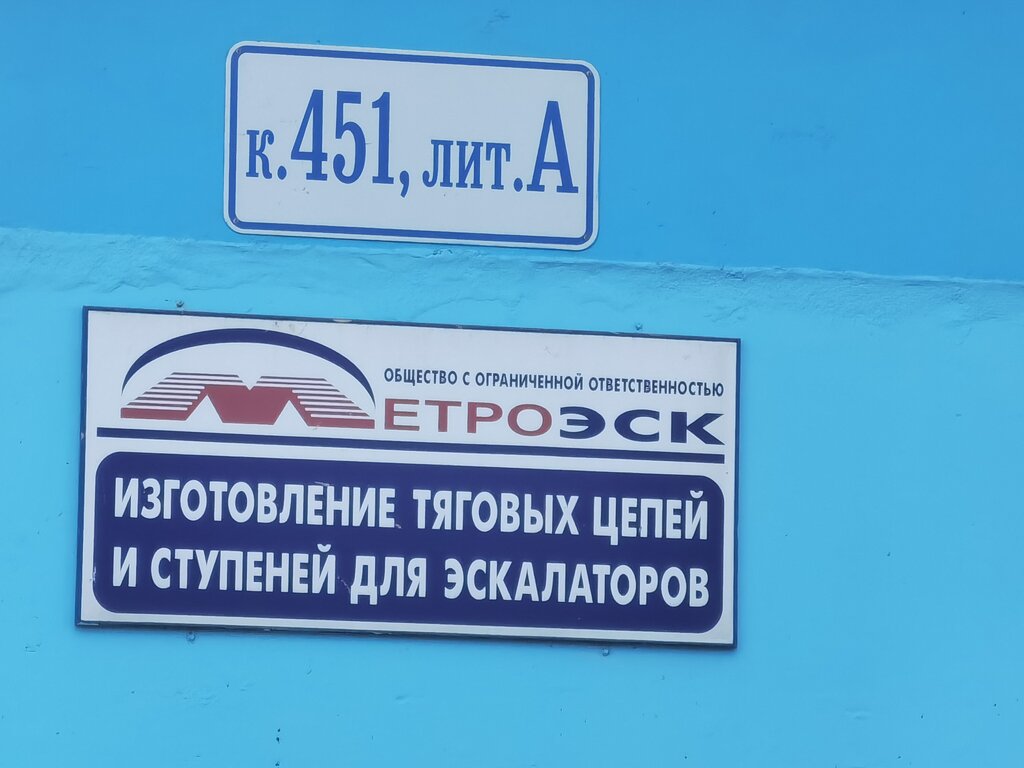 к.451, лит.А
ОБЩЕСТВО С ОГРАНИЧЕННОЙ ОТВЕТСТВЕННОСТЬЮ
МЕТРОЭСК
ИЗГОТОВЛЕНИЕ ТЯГОВЫХ ЦЕПЕЙ
И СТУПЕНЕЙ ДЛЯ ЭСКАЛАТОРОВ